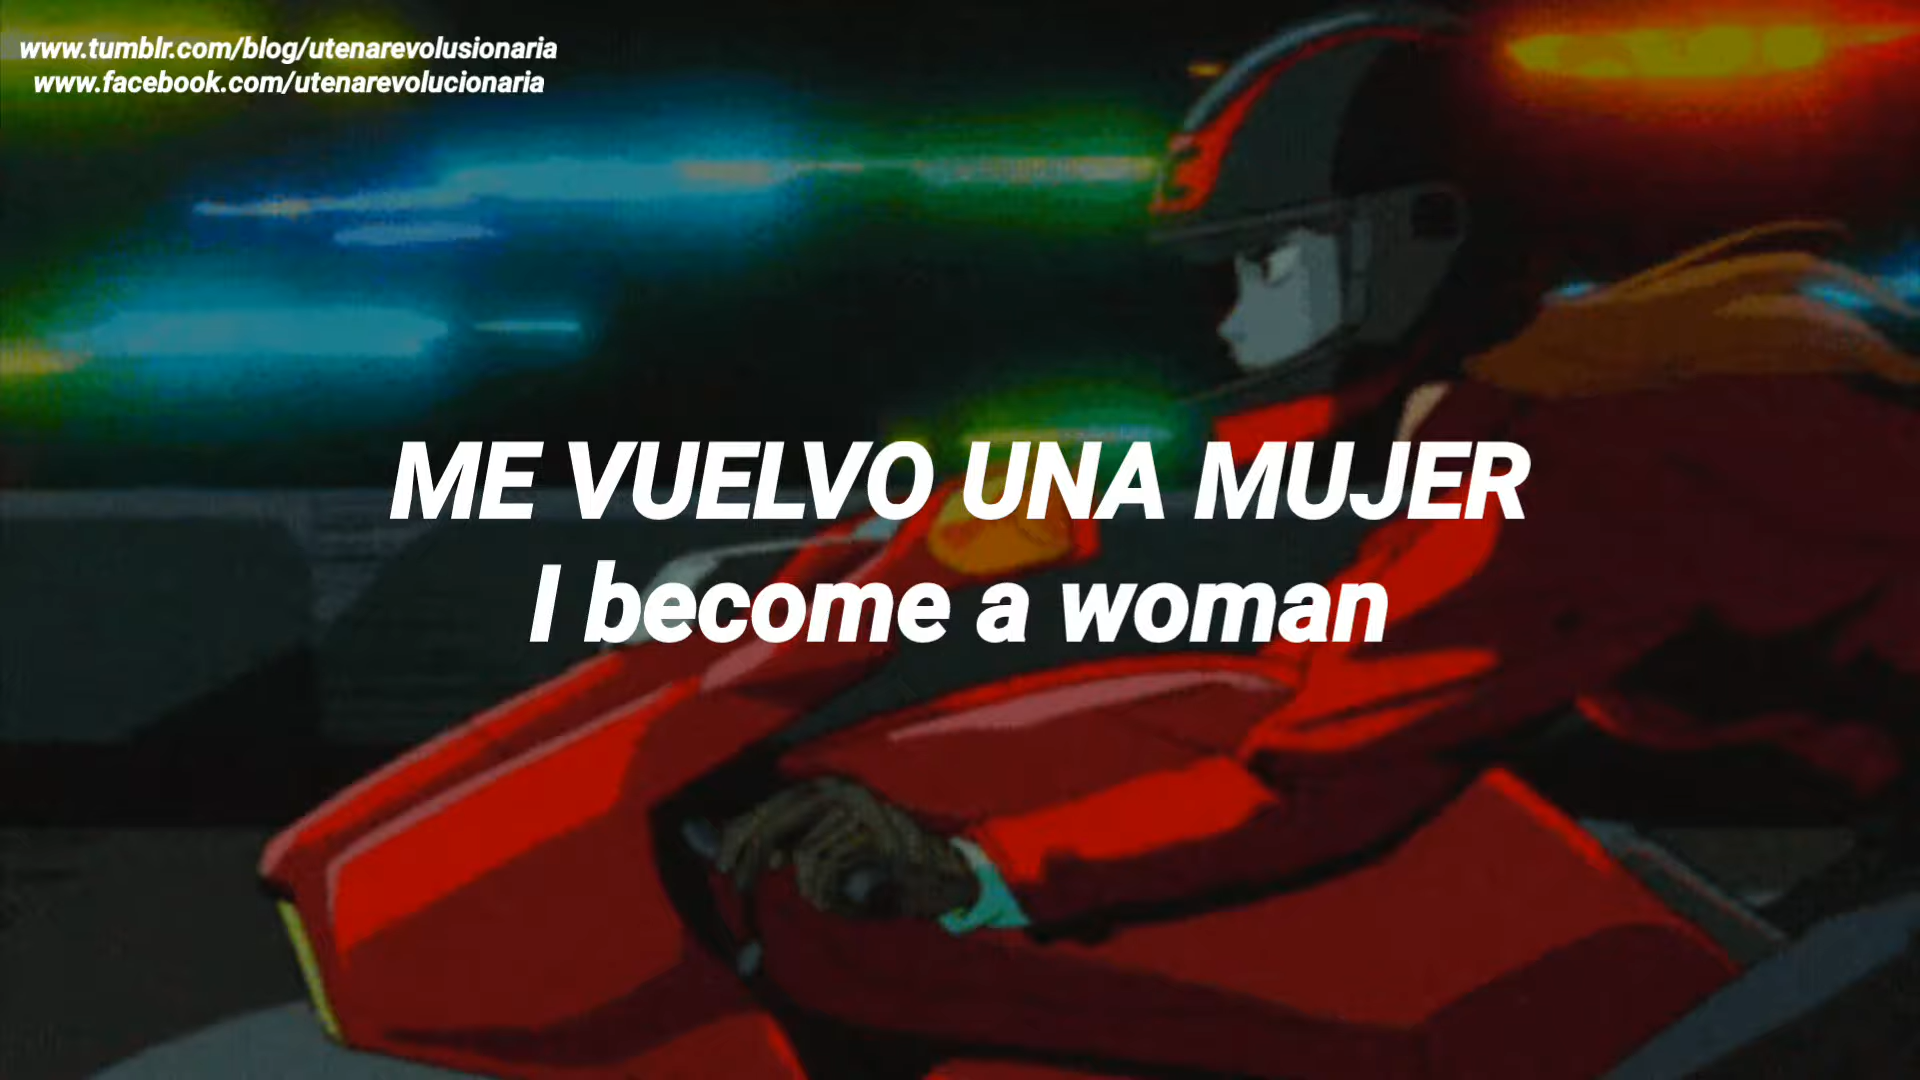 www.tumblr.com/blog/utenarevolusionaria
www.facebook.com/utenarevolucionaria
ME VUELVO UNA MUJER
I become a woman